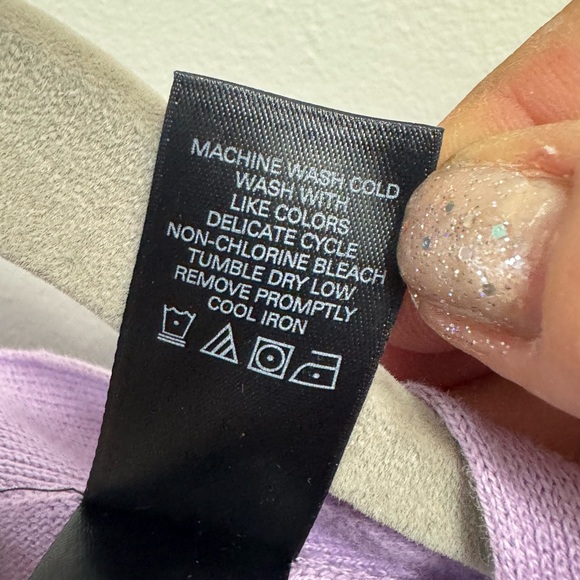 MACHINE WASH COLD
WASH WITH
LIKE COLORS
DELICATE CYCLE
NON-CHLORINE BLEACH
TUMBLE DRY LOW
REMOVE PROMPTLY
COOL IRON